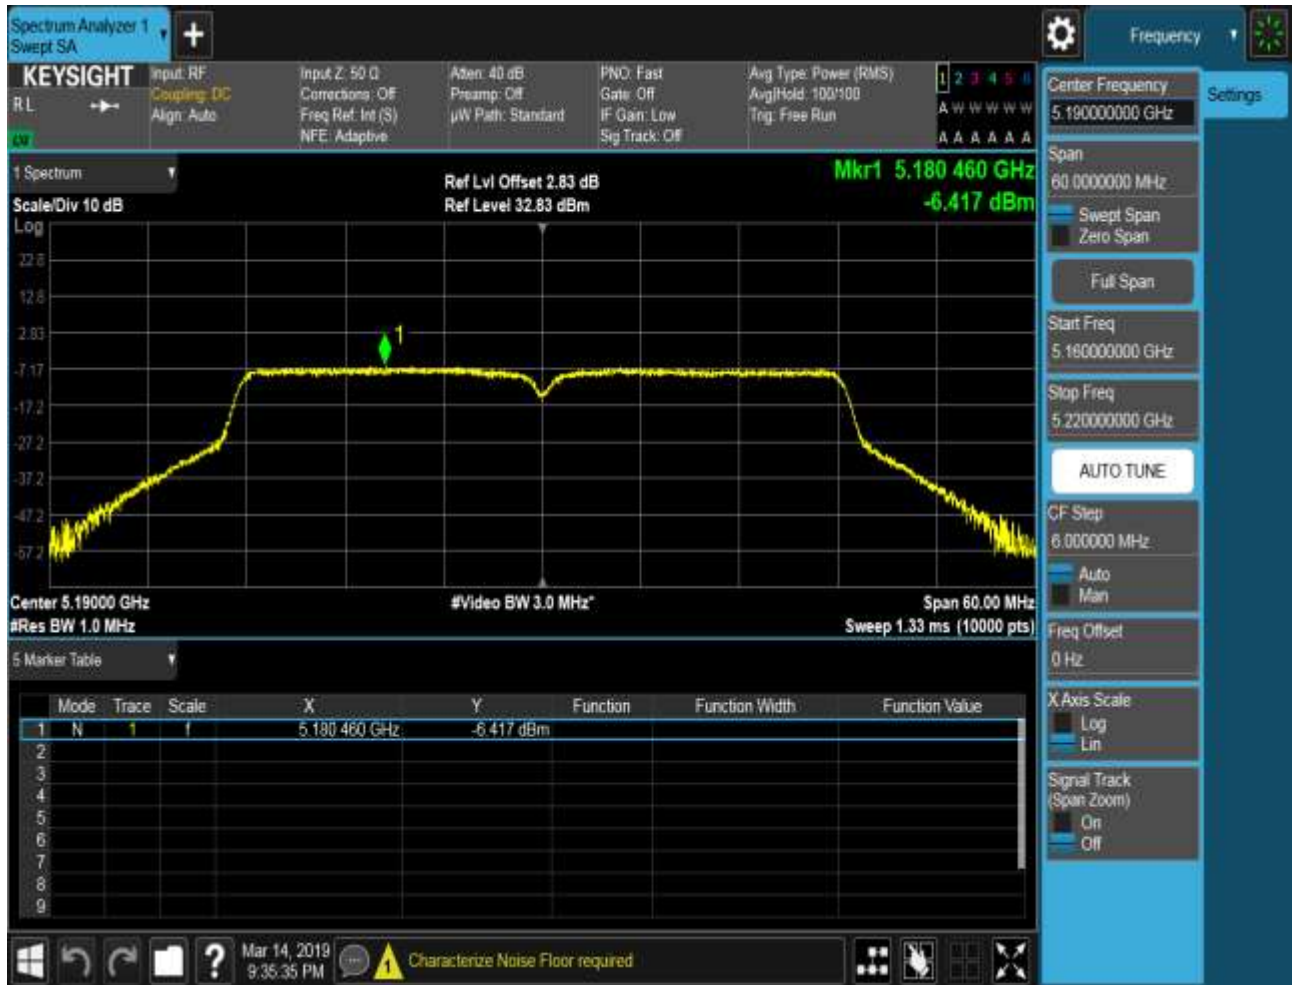 Spectrum Analyzer 1
Swept SA
Frequency
KEYSIGHT
RL
Input: RF
Coupling: DC
Align: Auto
Input Z: 50 Ω
Corrections: Off
Freq Ref: Int (S)
NFE: Adaptive
Atten: 40 dB
Preamp: Off
µW Path: Standard
PNO: Fast
Gate: Off
IF Gain: Low
Sig Track: Off
Avg Type: Power (RMS)
Avg|Hold: 100/100
Trig: Free Run
1 2 3 4 5 6
A W W W W W
A A A A A A
1 Spectrum
Scale/Div 10 dB
Ref Lvl Offset 2.83 dB
Ref Level 32.83 dBm
Mkr1 5.180 460 GHz
-6.417 dBm
Log
22.8
12.8
2.83
-7.17
-17.2
-27.2
-37.2
-47.2
-57.2
1
Center 5.19000 GHz
#Res BW 1.0 MHz
#Video BW 3.0 MHz*
Span 60.00 MHz
Sweep 1.33 ms (10000 pts)
5 Marker Table
Mode Trace Scale X Y Function Function Width Function Value
1 N 1 f 5.180 460 GHz -6.417 dBm
2
3
4
5
6
7
8
9
Mar 14, 2019
9:35:35 PM
?
1
Characterize Noise Floor required
Settings
Center Frequency
5.190000000 GHz
Span
60.0000000 MHz
Swept Span
Zero Span
Full Span
Start Freq
5.160000000 GHz
Stop Freq
5.220000000 GHz
AUTO TUNE
CF Step
6.000000 MHz
Auto
Man
Freq Offset
0 Hz
X Axis Scale
Log
Lin
Signal Track
(Span Zoom)
On
Off